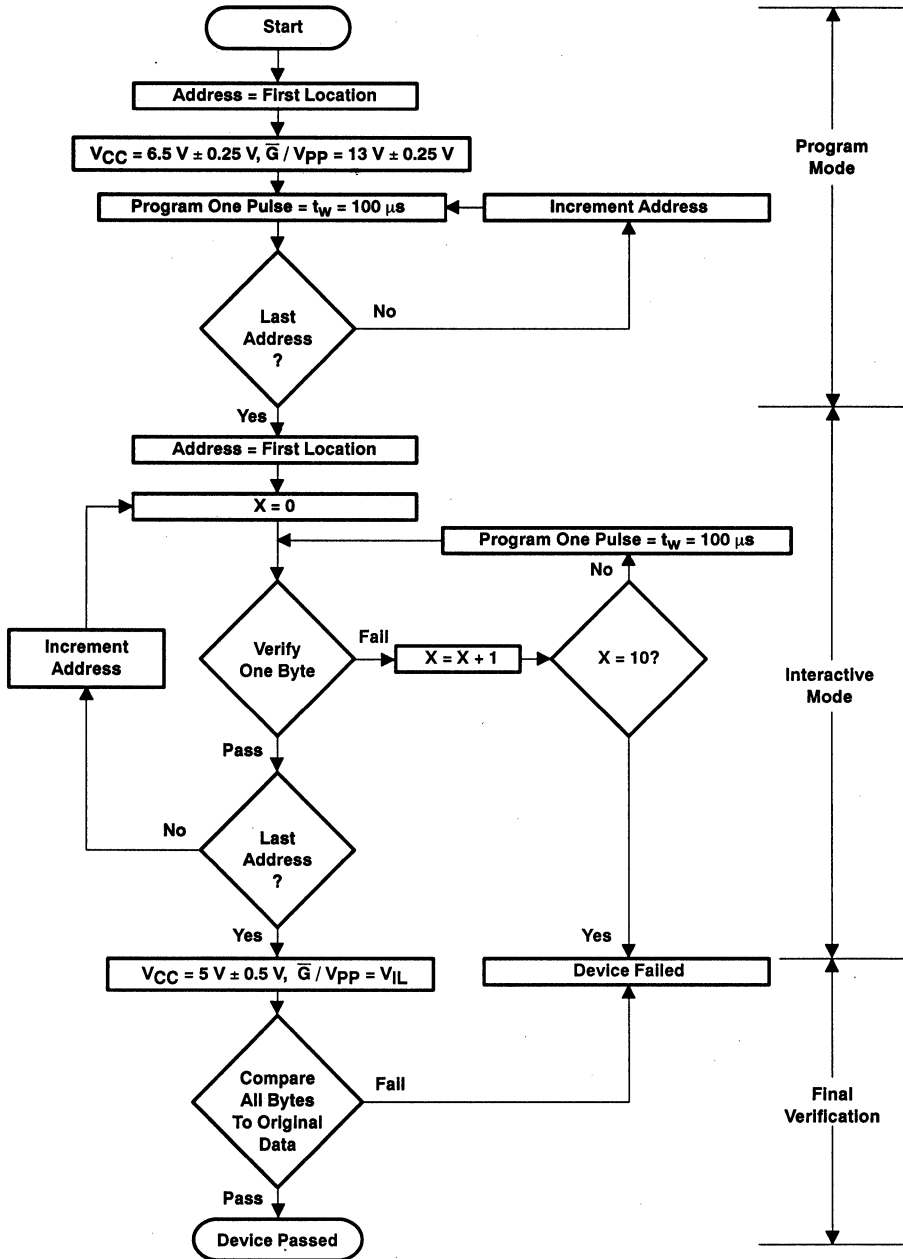 Start
Address = First Location
VCC = 6.5 V ± 0.25 V, G̅ / VPP = 13 V ± 0.25 V
Program
Mode
Program One Pulse = tw = 100 μs
Increment Address
Last
Address
?
No
Yes
Address = First Location
X = 0
Program One Pulse = tw = 100 μs
No
Increment
Address
Verify
One Byte
Fail
X = X + 1
X = 10?
Interactive
Mode
Pass
No
Last
Address
?
Yes
Yes
VCC = 5 V ± 0.5 V, G̅ / VPP = VIL
Device Failed
Compare
All Bytes
To Original
Data
Fail
Final
Verification
Pass
Device Passed